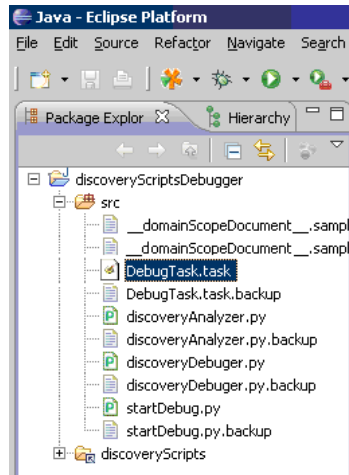 Java - Eclipse Platform
File Edit Source Refactor Navigate Search
Package Explor Hierarchy
discoveryScriptsDebugger
src
__domainScopeDocument__.sampl
__domainScopeDocument__.sampl
DebugTask.task
DebugTask.task.backup
discoveryAnalyzer.py
discoveryAnalyzer.py.backup
discoveryDebuger.py
discoveryDebuger.py.backup
startDebug.py
startDebug.py.backup
discoveryScripts